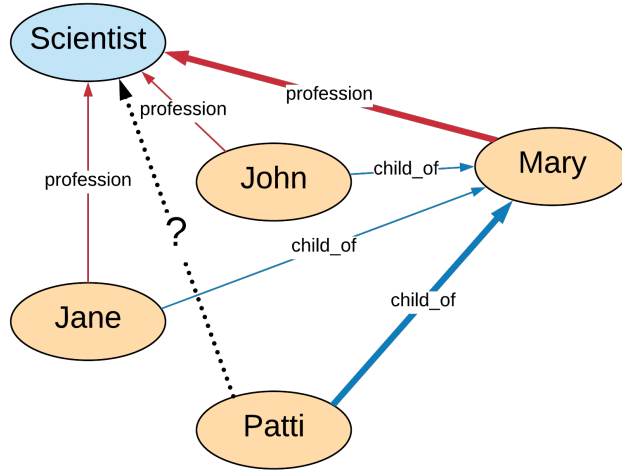 Scientist
profession
profession
child_of
Mary
profession
John
?
child_of
child_of
Jane
Patti